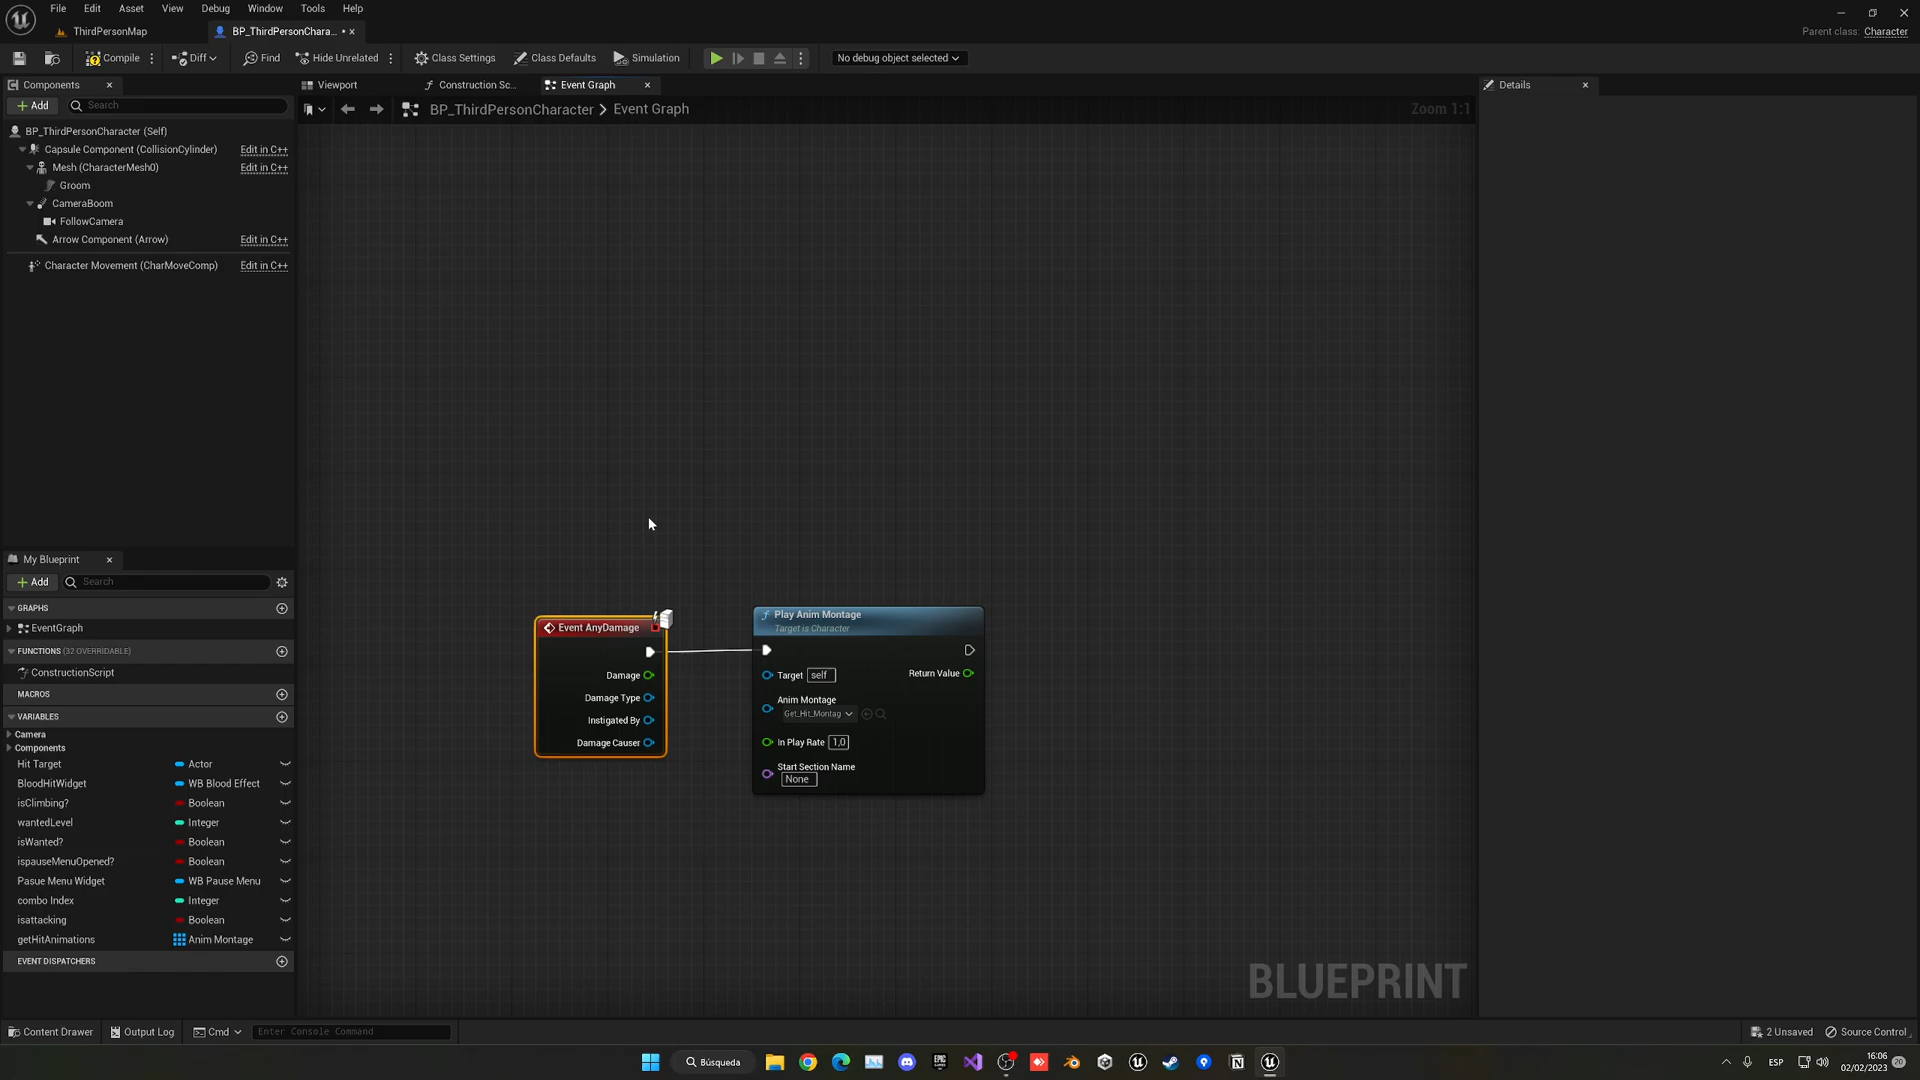 File Edit Asset View Debug Window Tools Help
ThirdPersonMap
BP_ThirdPersonChara... •
Parent class: Character
Compile
Diff
Find
Hide Unrelated
Class Settings
Class Defaults
Simulation
No debug object selected
Components
Add
Search
BP_ThirdPersonCharacter (Self)
Capsule Component (CollisionCylinder) Edit in C++
Mesh (CharacterMesh0) Edit in C++
Groom
CameraBoom
FollowCamera
Arrow Component (Arrow) Edit in C++
Character Movement (CharMoveComp) Edit in C++
My Blueprint
Add
Search
GRAPHS
EventGraph
FUNCTIONS (32 OVERRIDABLE)
ConstructionScript
MACROS
VARIABLES
Camera
Components
Hit Target Actor
BloodHitWidget WB Blood Effect
isClimbing? Boolean
wantedLevel Integer
isWanted? Boolean
ispauseMenuOpened? Boolean
Pasue Menu Widget WB Pause Menu
combo Index Integer
isattacking Boolean
getHitAnimations Anim Montage
EVENT DISPATCHERS
Viewport
Construction Sc...
Event Graph
BP_ThirdPersonCharacter > Event Graph
Zoom 1:1
Event AnyDamage
Damage
Damage Type
Instigated By
Damage Causer
Play Anim Montage
Target is Character
Target self
Return Value
Anim Montage
Get_Hit_Montag
In Play Rate 1,0
Start Section Name
None
BLUEPRINT
Details
Content Drawer
Output Log
Cmd
Enter Console Command
2 Unsaved
Source Control
Búsqueda
ESP
16:06
02/02/2023
20